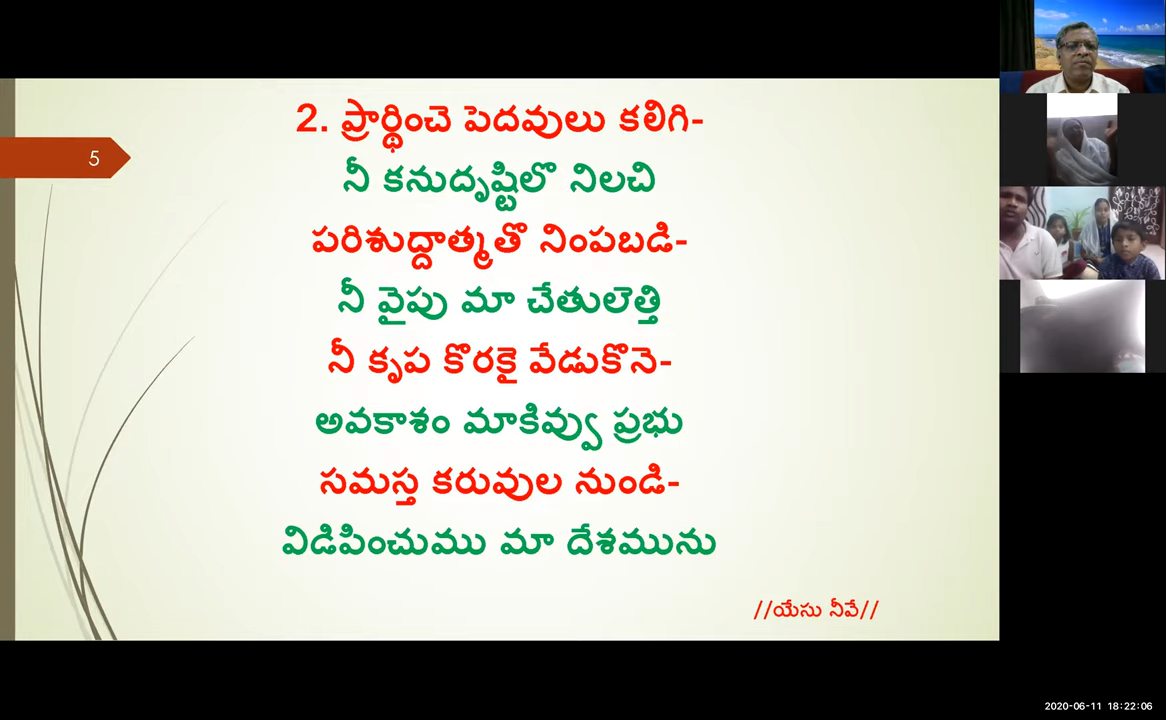 5
2. ప్రార్థించె పెదవులు కలిగి-
నీ కనుదృష్టిలొ నిలచి
పరిశుద్దాత్మతొ నింపబడి-
నీ వైపు మా చేతులెత్తి
నీ కృప కొరకై వేడుకొనె-
అవకాశం మాకివ్వు ప్రభు
సమస్త కరువుల నుండి-
విడిపించుము మా దేశమును
//యేసు నీవే//
2020-06-11 18:22:06